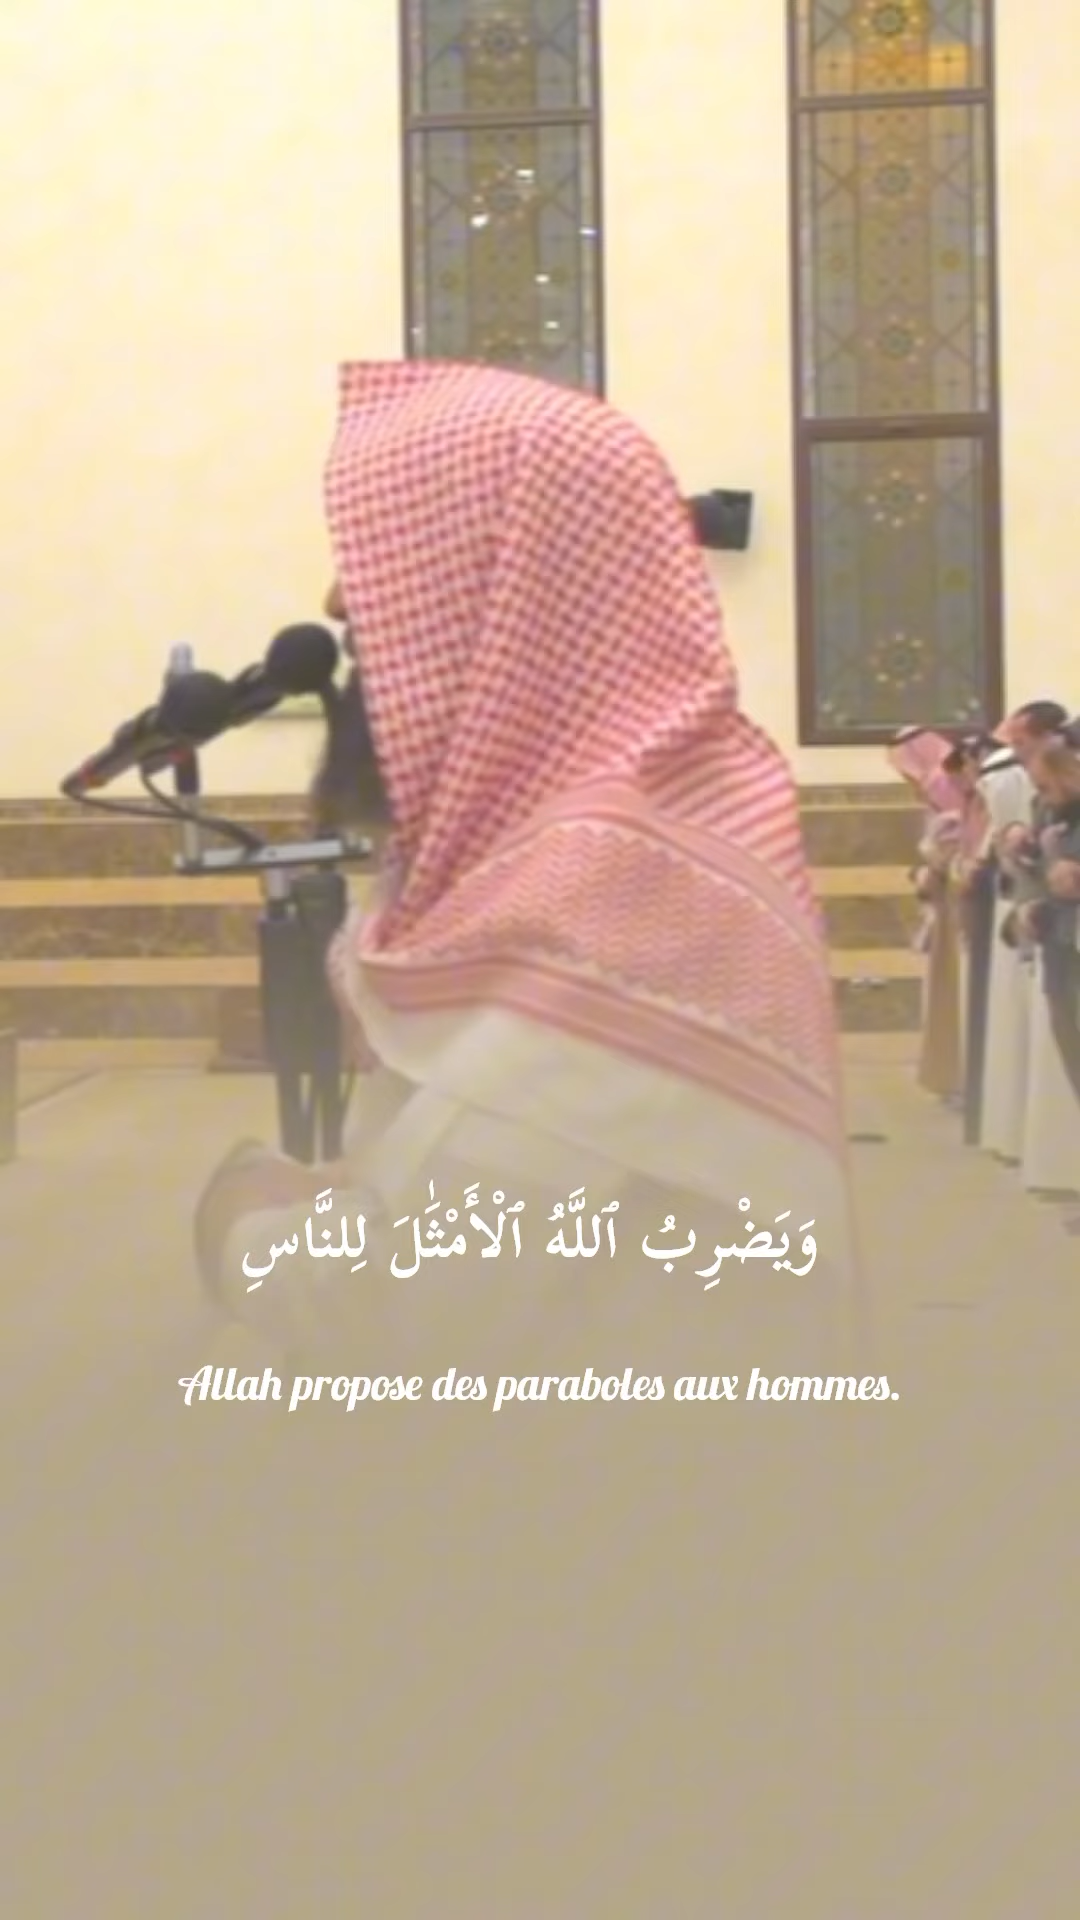 وَيَضْرِبُ ٱللَّهُ ٱلْأَمْثَٰلَ لِلنَّاسِ
Allah propose des paraboles aux hommes.